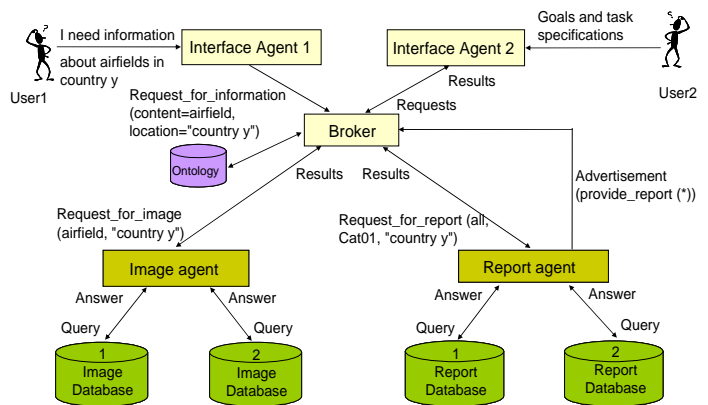 I need information
about airfields in
country y
User1
Interface Agent 1
Interface Agent 2
Goals and task
specifications
User2
Results
Requests
Request_for_information
(content=airfield,
location="country y")
Broker
Ontology
Results
Results
Advertisement
(provide_report (*))
Request_for_image
(airfield, "country y")
Request_for_report (all,
Cat01, "country y")
Image agent
Report agent
Answer
Answer
Answer
Answer
Query
Query
Query
Query
1
Image
Database
2
Image
Database
1
Report
Database
2
Report
Database